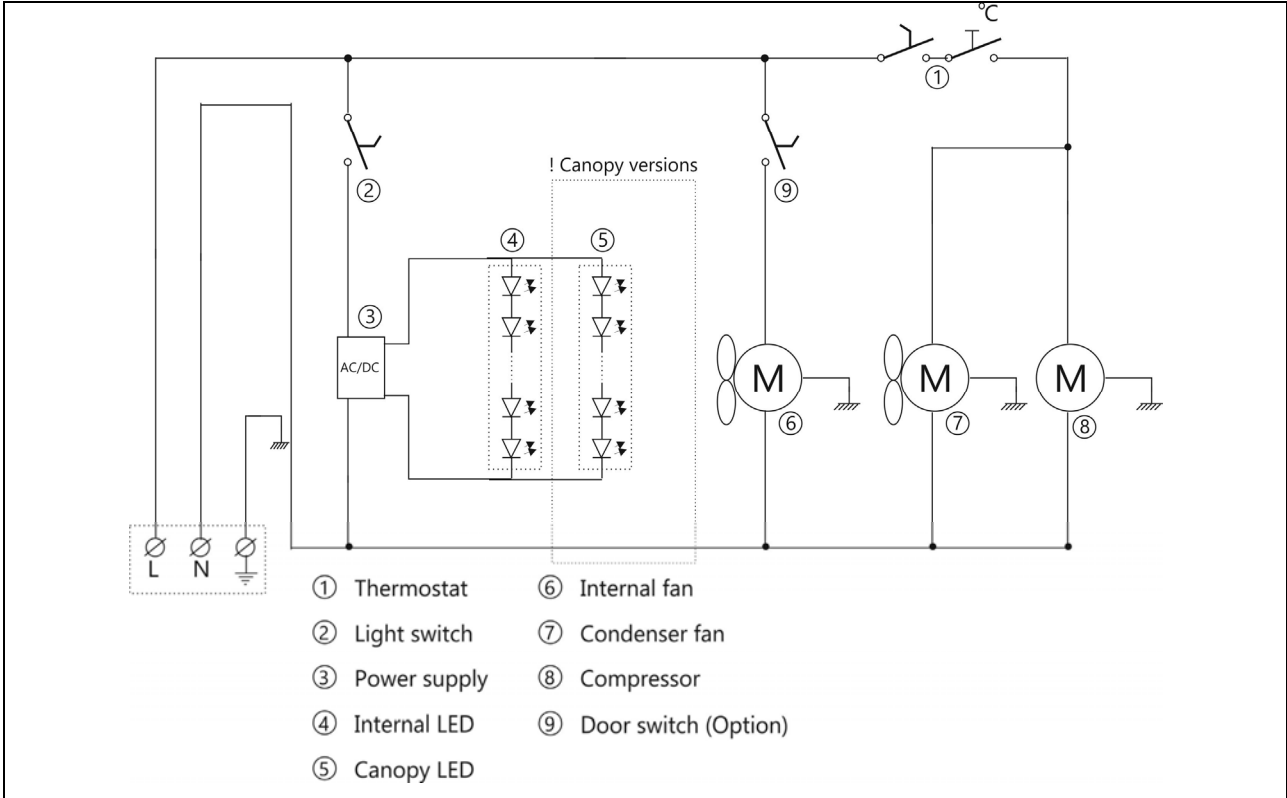 °C
①
②
! Canopy versions
⑨
④
⑤
③
AC/DC
M
M
M
⑥
⑦
⑧
L N
① Thermostat
② Light switch
③ Power supply
④ Internal LED
⑤ Canopy LED
⑥ Internal fan
⑦ Condenser fan
⑧ Compressor
⑨ Door switch (Option)